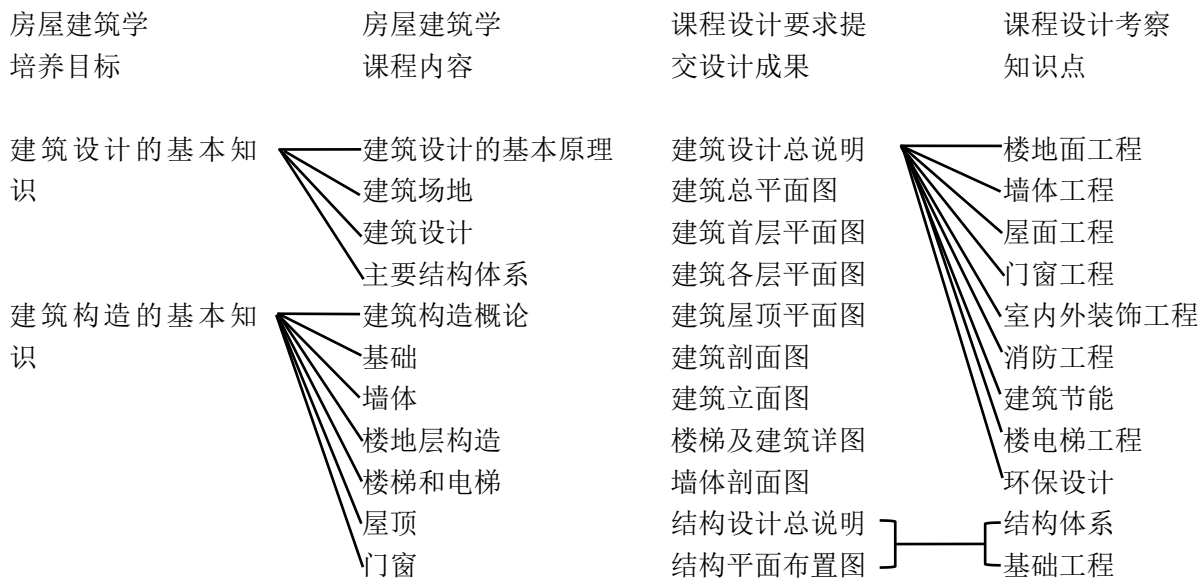 房屋建筑学 房屋建筑学 课程设计要求提 课程设计考察
培养目标 课程内容 交设计成果 知识点
建筑设计的基本知 建筑设计的基本原理 建筑设计总说明 楼地面工程
识 建筑场地 建筑总平面图 墙体工程
建筑设计 建筑首层平面图 屋面工程
主要结构体系 建筑各层平面图 门窗工程
建筑构造的基本知 建筑构造概论 建筑屋顶平面图 室内外装饰工程
识 基础 建筑剖面图 消防工程
墙体 建筑立面图 建筑节能
楼地层构造 楼梯及建筑详图 楼电梯工程
楼梯和电梯 墙体剖面图 环保设计
屋顶 结构设计总说明 结构体系
门窗 结构平面布置图 基础工程